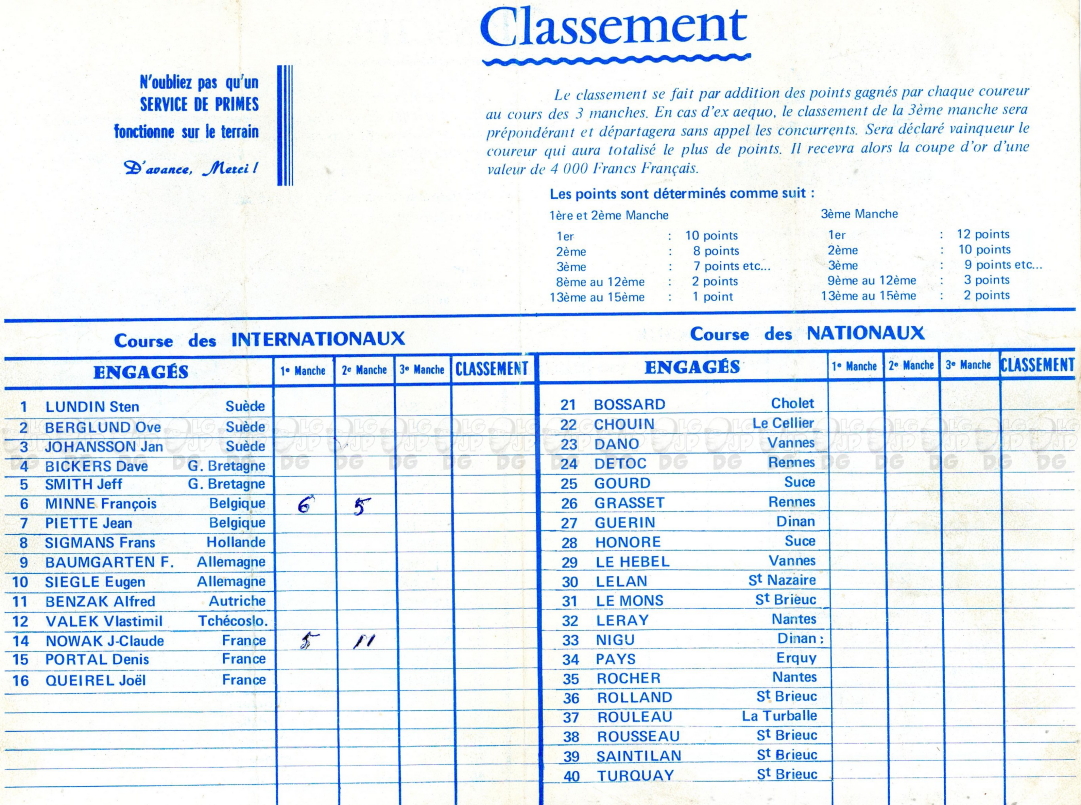 Classement
N'oubliez pas qu'un
SERVICE DE PRIMES
fonctionne sur le terrain
D'avance, Merci !
Le classement se fait par addition des points gagnés par chaque coureur
au cours des 3 manches. En cas d'ex aequo, le classement de la 3ème manche sera
prépondérant et départagera sans appel les concurrents. Sera déclaré vainqueur le
coureur qui aura totalisé le plus de points. Il recevra alors la coupe d'or d'une
valeur de 4 000 Francs Français.
Les points sont déterminés comme suit :
1ère et 2ème Manche
1er : 10 points
2ème : 8 points
3ème : 7 points etc...
8ème au 12ème : 2 points
13ème au 15ème : 1 point
3ème Manche
1er : 12 points
2ème : 10 points
3ème : 9 points etc...
9ème au 12ème : 3 points
13ème au 15ème : 2 points
Course des INTERNATIONAUX
ENGAGÉS 1e Manche 2e Manche 3e Manche CLASSEMENT
1 LUNDIN Sten Suède
2 BERGLUND Ove Suède
3 JOHANSSON Jan Suède
4 BICKERS Dave G. Bretagne
5 SMITH Jeff G. Bretagne
6 MINNE François Belgique 6 5
7 PIETTE Jean Belgique
8 SIGMANS Frans Hollande
9 BAUMGARTEN F. Allemagne
10 SIEGLE Eugen Allemagne
11 BENZAK Alfred Autriche
12 VALEK Vlastimil Tchécoslo.
14 NOWAK J-Claude France 5 11
15 PORTAL Denis France
16 QUEIREL Joël France
Course des NATIONAUX
ENGAGÉS 1e Manche 2e Manche 3e Manche CLASSEMENT
21 BOSSARD Cholet
22 CHOUIN Le Cellier
23 DANO Vannes
24 DETOC Rennes
25 GOURD Suce
26 GRASSET Rennes
27 GUERIN Dinan
28 HONORE Suce
29 LE HEBEL Vannes
30 LELAN St Nazaire
31 LE MONS St Brieuc
32 LERAY Nantes
33 NIGU Dinan :
34 PAYS Erquy
35 ROCHER Nantes
36 ROLLAND St Brieuc
37 ROULEAU La Turballe
38 ROUSSEAU St Brieuc
39 SAINTILAN St Brieuc
40 TURQUAY St Brieuc